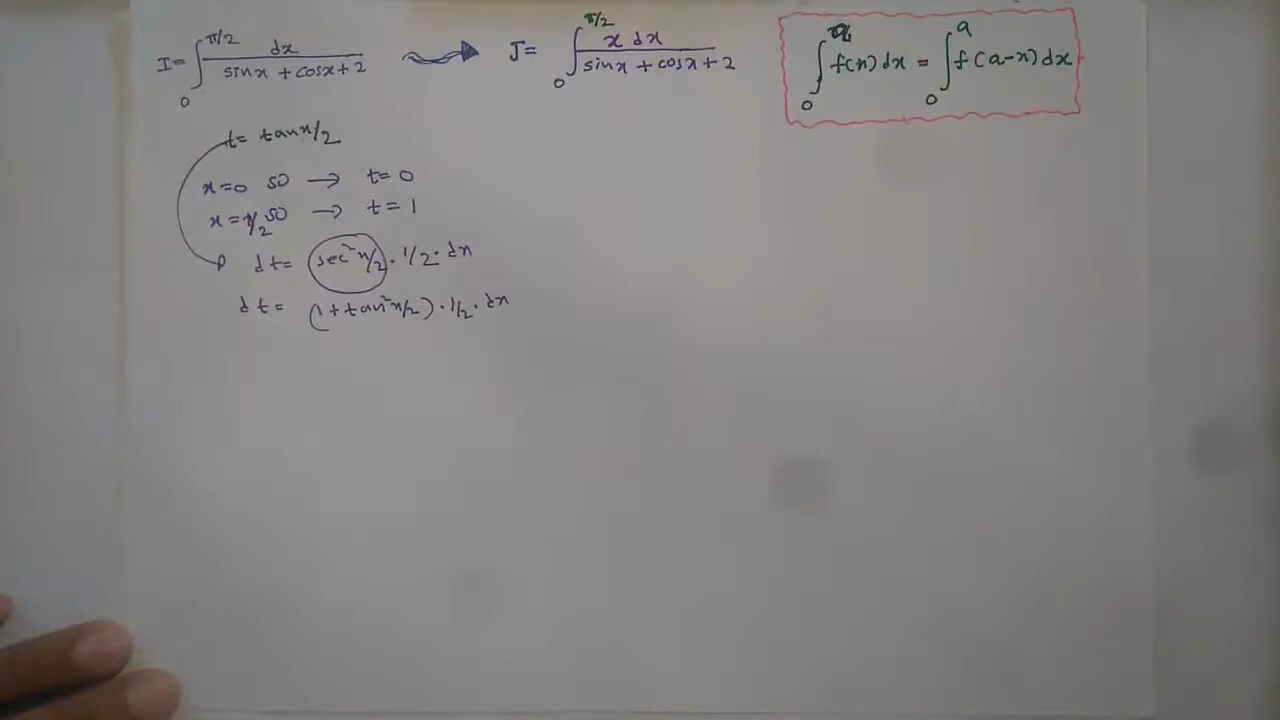 I = ∫₀^π/2 dx / (sinx + cosx + 2) → J = ∫₀^π/2 x dx / (sinx + cosx + 2)
∫₀^a f(x) dx = ∫₀^a f(a-x) dx
t = tan x/2
x = 0 so → t = 0
x = π/2 so → t = 1
dt = sec² x/2 · 1/2 · dx
dt = (1 + tan² x/2) · 1/2 · dx